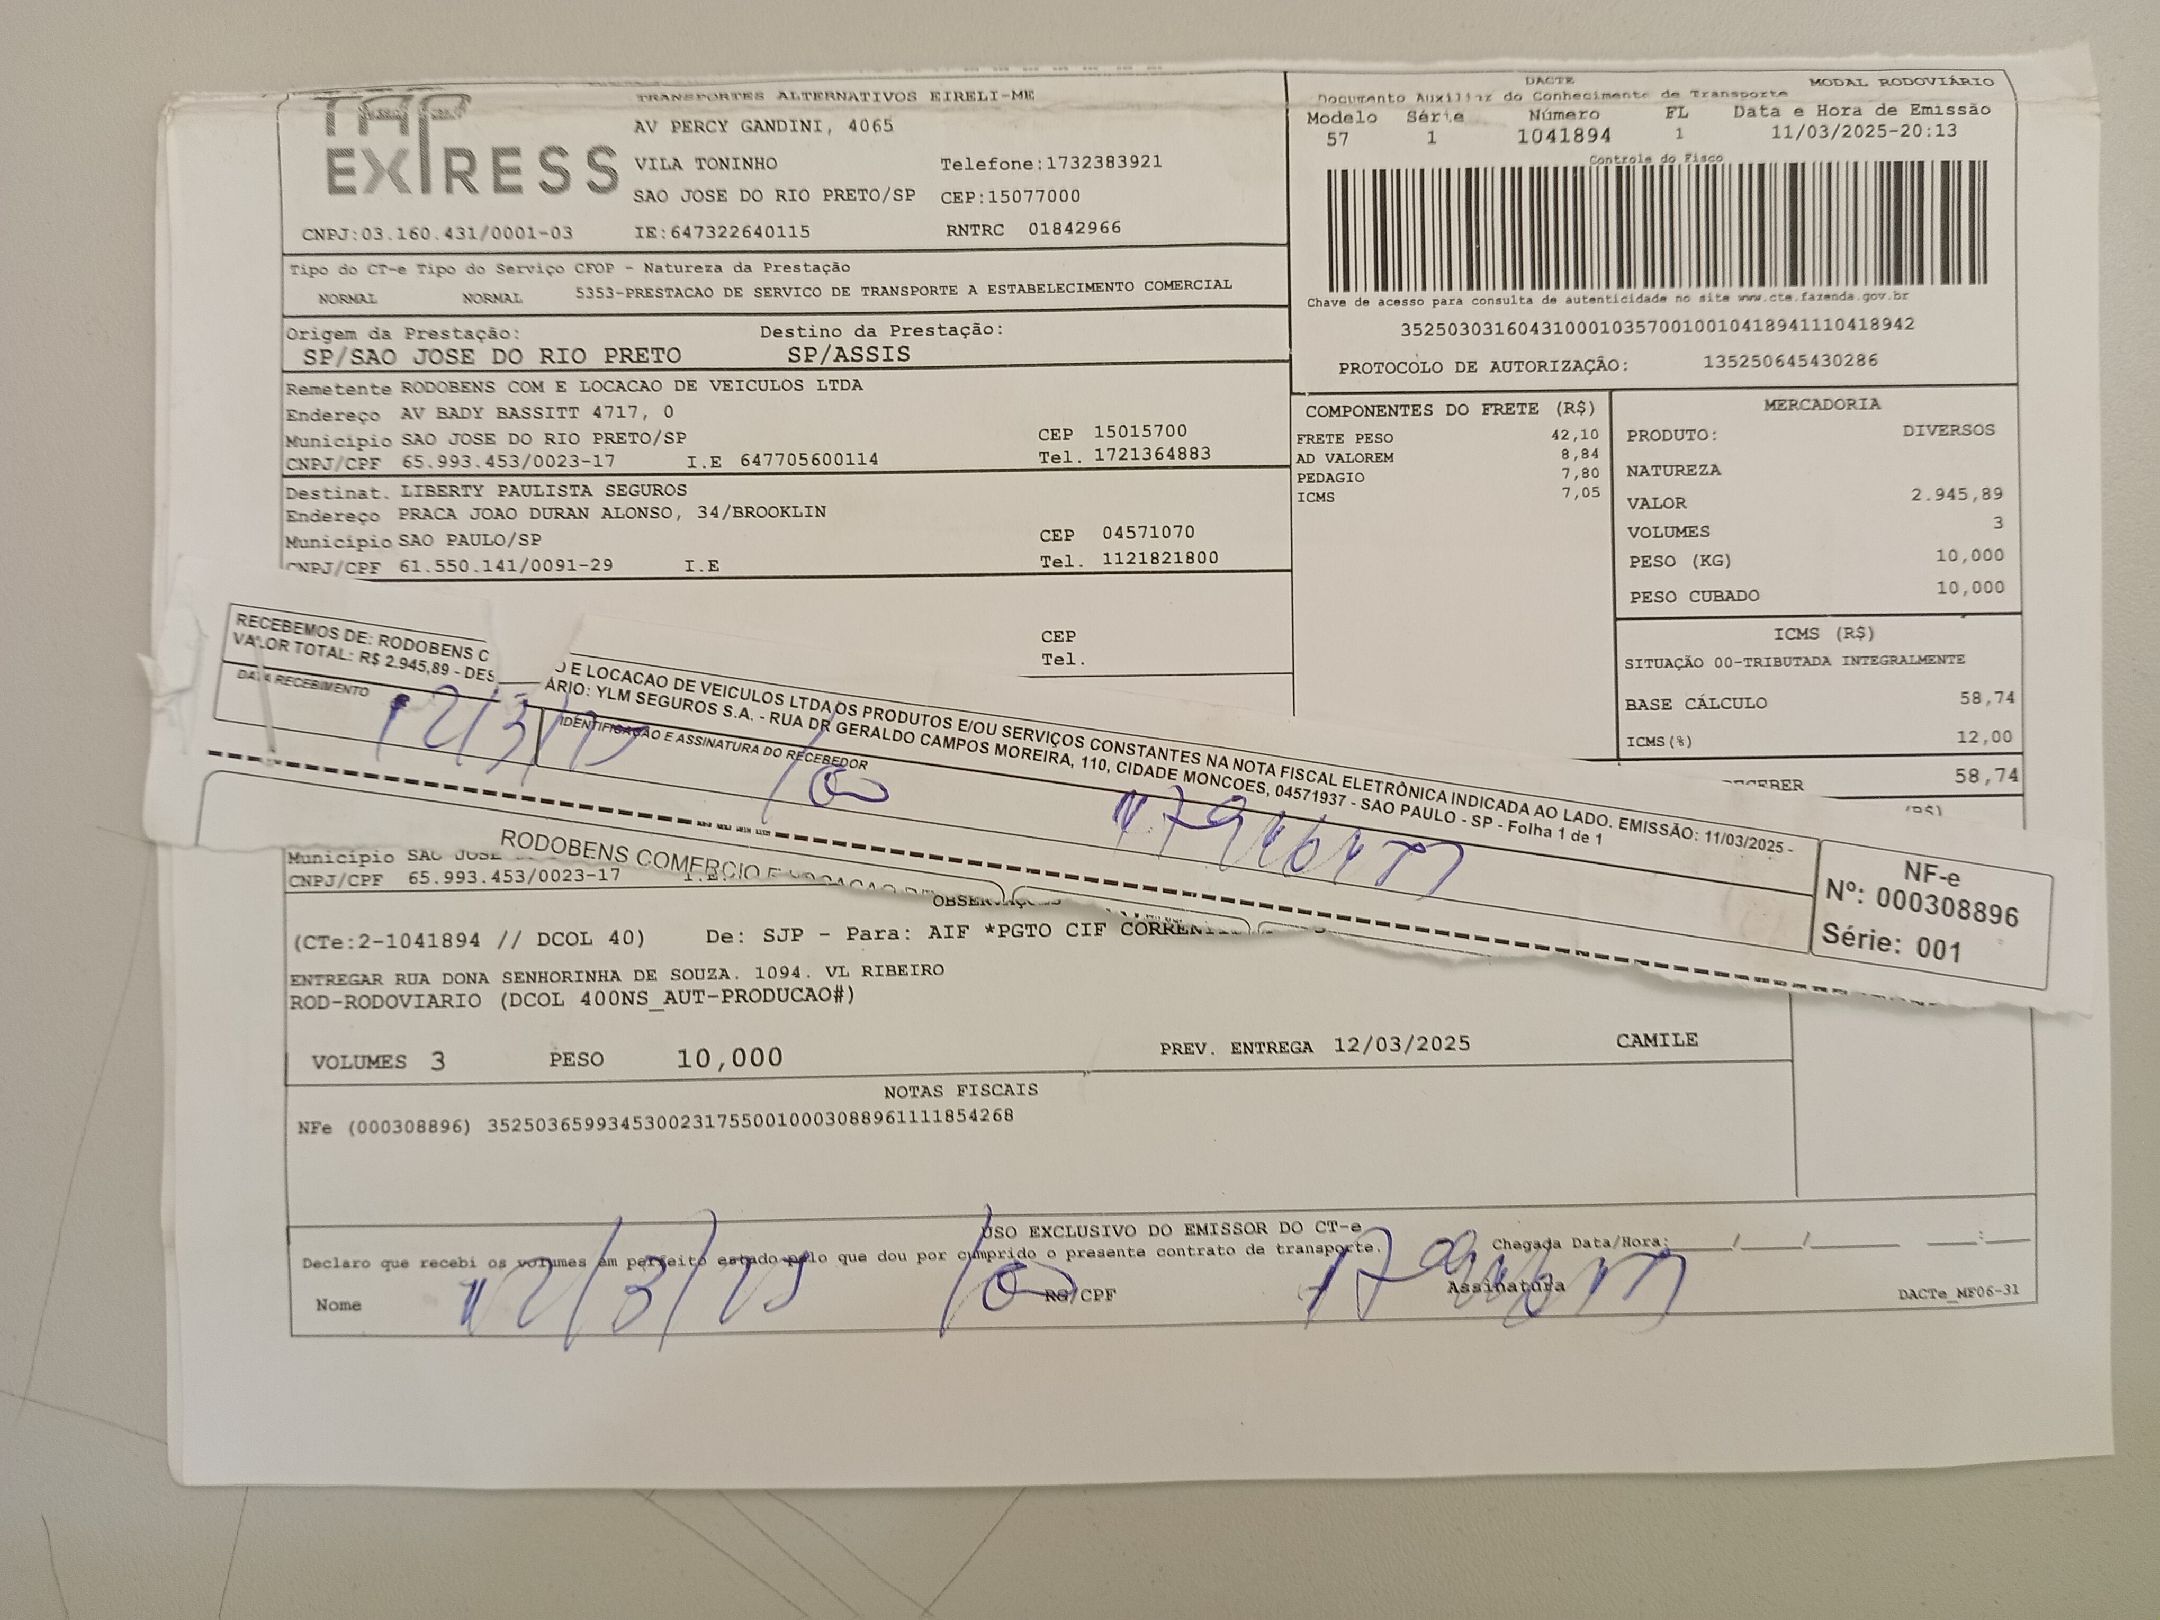 TAP EXPRESS
TRANSPORTES ALTERNATIVOS EIRELI-ME
AV PERCY GANDINI, 4065
VILA TONINHO Telefone:1732383921
SAO JOSE DO RIO PRETO/SP CEP:15077000
CNPJ:03.160.431/0001-03 IE:647322640115 RNTRC 01842966
DACTE MODAL RODOVIÁRIO
Documento Auxiliar do Conhecimento de Transporte
Modelo Série Número FL Data e Hora de Emissão
57 1 1041894 1 11/03/2025-20:13
Controle do Fisco
Chave de acesso para consulta de autenticidade no site www.cte.fazenda.gov.br
35250303160431000103570010010418941110418942
PROTOCOLO DE AUTORIZAÇÃO: 135250645430286
Tipo do CT-e Tipo do Serviço CFOP - Natureza da Prestação
NORMAL NORMAL 5353-PRESTACAO DE SERVICO DE TRANSPORTE A ESTABELECIMENTO COMERCIAL
Origem da Prestação: Destino da Prestação:
SP/SAO JOSE DO RIO PRETO SP/ASSIS
Remetente RODOBENS COM E LOCACAO DE VEICULOS LTDA
Endereço AV BADY BASSITT 4717, 0
Município SAO JOSE DO RIO PRETO/SP CEP 15015700
CNPJ/CPF 65.993.453/0023-17 I.E 647705600114 Tel. 1721364883
Destinat. LIBERTY PAULISTA SEGUROS
Endereço PRACA JOAO DURAN ALONSO, 34/BROOKLIN
Município SAO PAULO/SP CEP 04571070
CNPJ/CPF 61.550.141/0091-29 I.E Tel. 1121821800
CEP
Tel.
COMPONENTES DO FRETE (R$)
FRETE PESO 42,10
AD VALOREM 8,84
PEDAGIO 7,80
ICMS 7,05
MERCADORIA
PRODUTO: DIVERSOS
NATUREZA
VALOR 2.945,89
VOLUMES 3
PESO (KG) 10,000
PESO CUBADO 10,000
ICMS (R$)
SITUAÇÃO 00-TRIBUTADA INTEGRALMENTE
BASE CÁLCULO 58,74
ICMS(%) 12,00
58,74
RECEBEMOS DE: RODOBENS C O E LOCACAO DE VEICULOS LTDA OS PRODUTOS E/OU SERVIÇOS CONSTANTES NA NOTA FISCAL ELETRÔNICA INDICADA AO LADO. EMISSÃO: 11/03/2025 -
VALOR TOTAL: R$ 2.945,89 - DES ÁRIO: YLM SEGUROS S.A. - RUA DR GERALDO CAMPOS MOREIRA, 110, CIDADE MONCOES, 04571937 - SAO PAULO - SP - Folha 1 de 1
DATA RECEBIMENTO IDENTIFICAÇÃO E ASSINATURA DO RECEBEDOR
12/3/25
NF-e
Nº: 000308896
Série: 001
RODOBENS COMERCIO E LOCACAO
Município SAO JOSE
CNPJ/CPF 65.993.453/0023-17 I.E.
(CTe:2-1041894 // DCOL 40) De: SJP - Para: AIF *PGTO CIF
ENTREGAR RUA DONA SENHORINHA DE SOUZA. 1094. VL RIBEIRO
ROD-RODOVIARIO (DCOL 400NS_AUT-PRODUCAO#)
VOLUMES 3 PESO 10,000 PREV. ENTREGA 12/03/2025 CAMILE
NOTAS FISCAIS
NFe (000308896) 35250365993453002317550010003088961111854268
USO EXCLUSIVO DO EMISSOR DO CT-e
Declaro que recebi os volumes em perfeito estado pelo que dou por cumprido o presente contrato de transporte. Chegada Data/Hora: / / :
12/3/25
Nome RG/CPF Assinatura DACTe_MF06-31